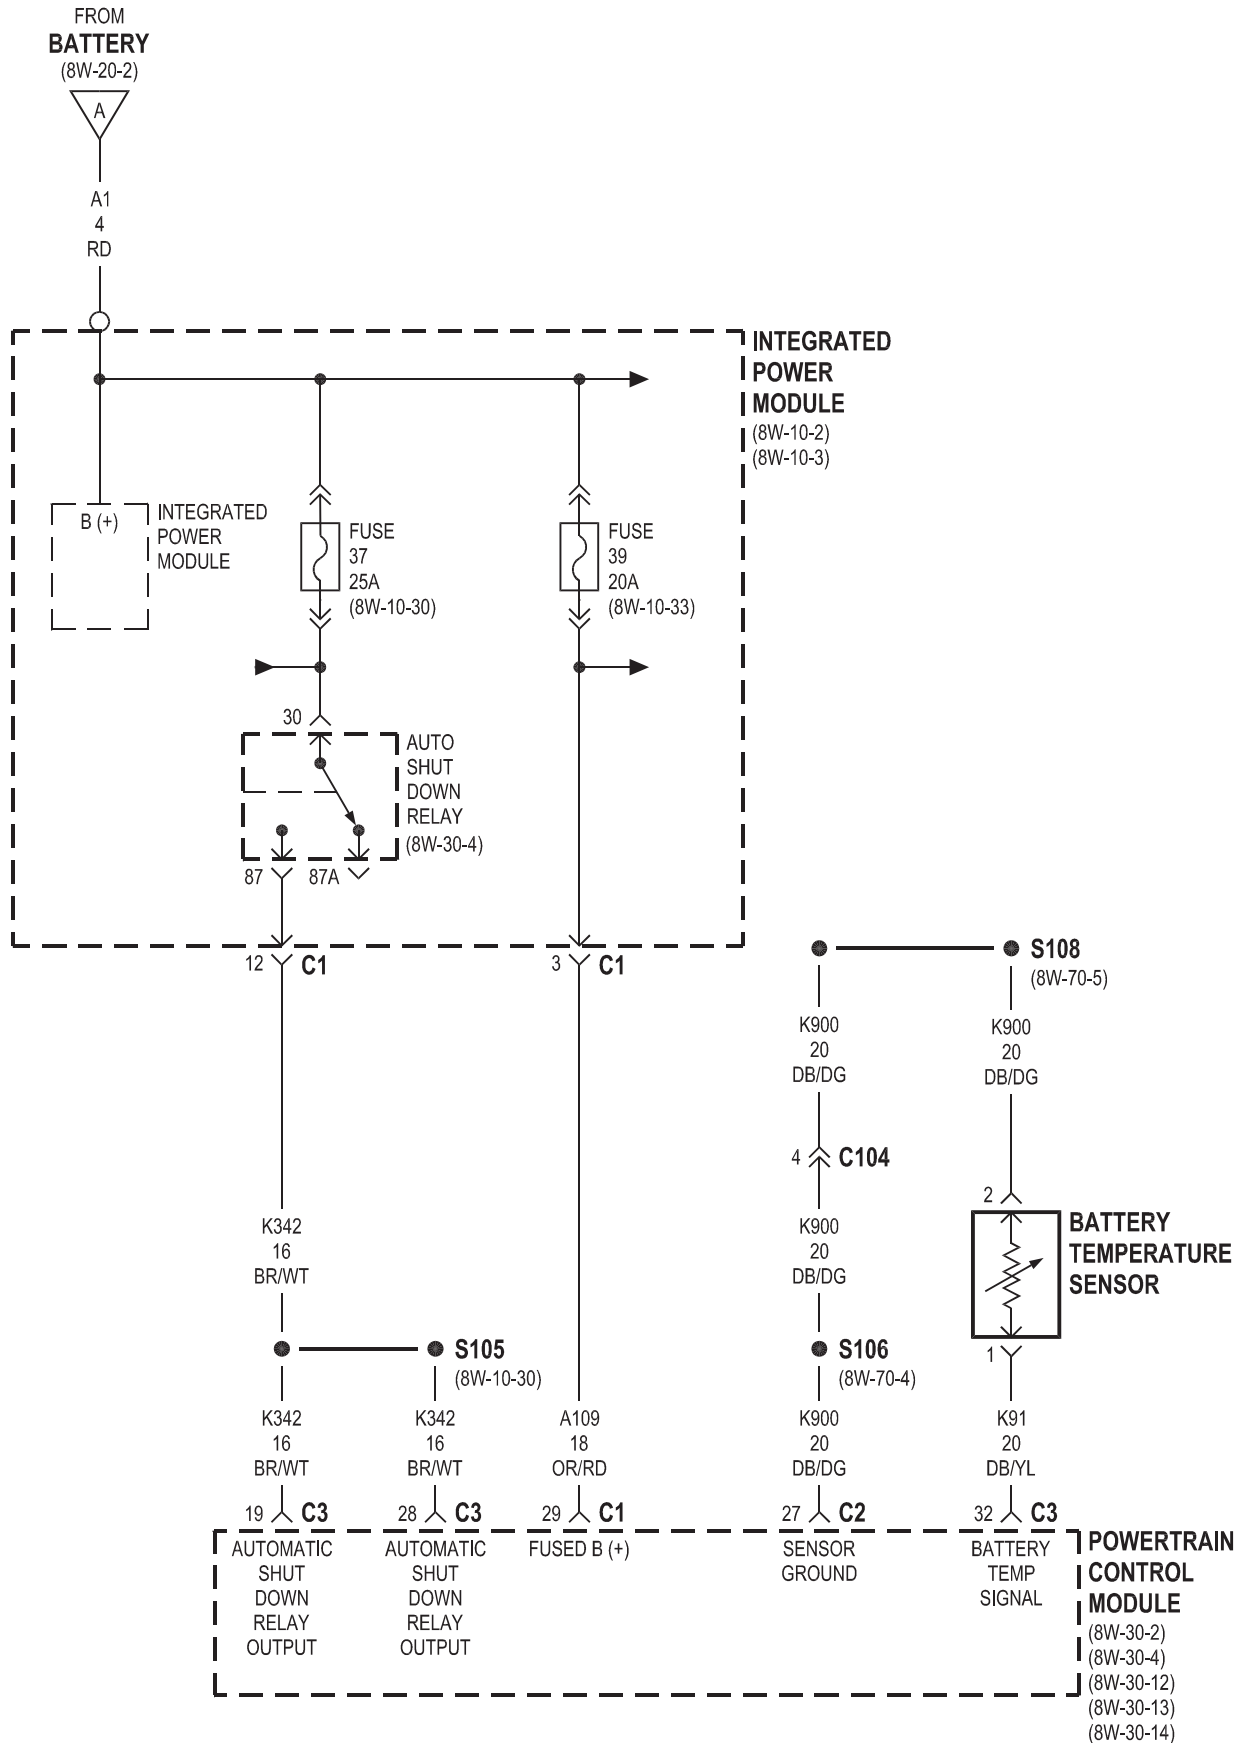 FROM
BATTERY
(8W-20-2)
A
A1
4
RD
INTEGRATED
POWER
MODULE
(8W-10-2)
(8W-10-3)
B (+)
INTEGRATED
POWER
MODULE
FUSE
37
25A
(8W-10-30)
FUSE
39
20A
(8W-10-33)
30
AUTO
SHUT
DOWN
RELAY
(8W-30-4)
87
87A
12
C1
3
C1
S108
(8W-70-5)
K900
20
DB/DG
K900
20
DB/DG
4
C104
K342
16
BR/WT
K900
20
DB/DG
2
BATTERY
TEMPERATURE
SENSOR
1
S105
(8W-10-30)
S106
(8W-70-4)
K342
16
BR/WT
K342
16
BR/WT
A109
18
OR/RD
K900
20
DB/DG
K91
20
DB/YL
19
C3
28
C3
29
C1
27
C2
32
C3
AUTOMATIC
SHUT
DOWN
RELAY
OUTPUT
AUTOMATIC
SHUT
DOWN
RELAY
OUTPUT
FUSED B (+)
SENSOR
GROUND
BATTERY
TEMP
SIGNAL
POWERTRAIN
CONTROL
MODULE
(8W-30-2)
(8W-30-4)
(8W-30-12)
(8W-30-13)
(8W-30-14)